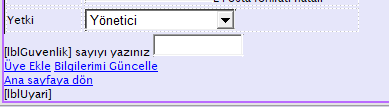 Yetki Yönetici
[lblGuvenlik] sayıyı yazınız
Üye Ekle Bilgilerimi Güncelle
Ana sayfaya dön
[lblUyari]